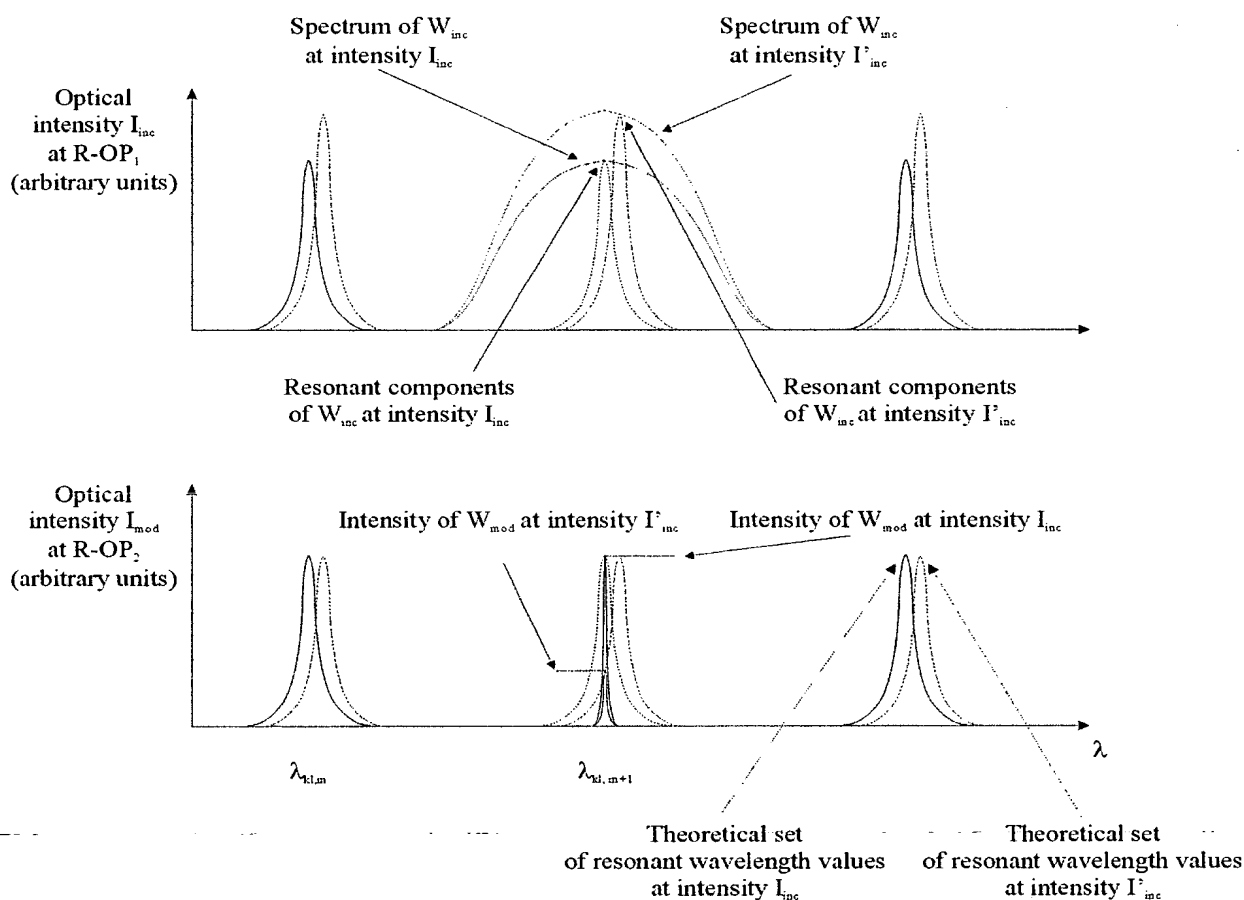 Spectrum of W_inc
at intensity I_inc
Spectrum of W_inc
at intensity I'_inc
Optical
intensity I_inc
at R-OP_1
(arbitrary units)
Resonant components
of W_inc at intensity I_inc
Resonant components
of W_inc at intensity I'_inc
Optical
intensity I_mod
at R-OP_2
(arbitrary units)
Intensity of W_mod at intensity I'_inc
Intensity of W_mod at intensity I_inc
λ
λ_kl,m
λ_kl,m+1
Theoretical set
of resonant wavelength values
at intensity I_inc
Theoretical set
of resonant wavelength values
at intensity I'_inc